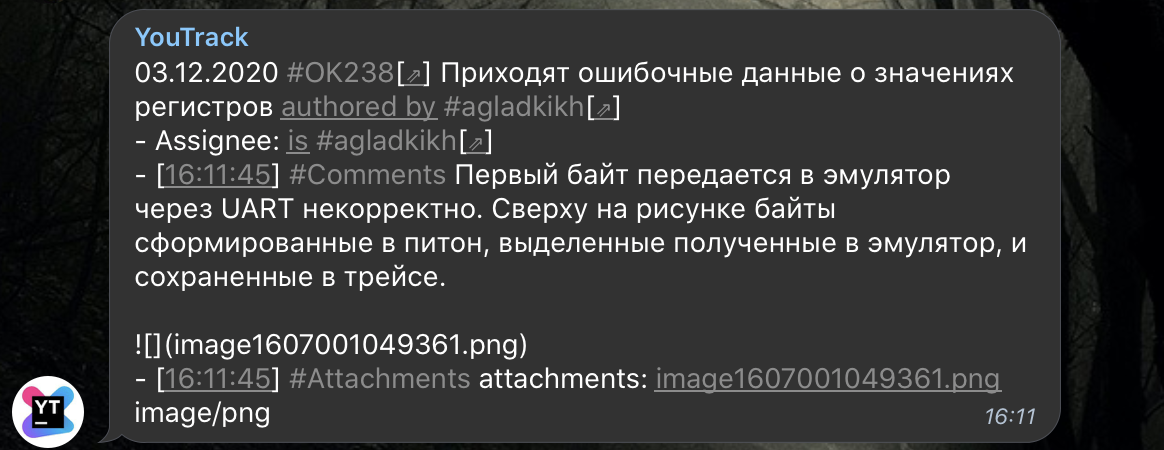 YouTrack
03.12.2020 #OK238[⇗] Приходят ошибочные данные о значениях
регистров authored by #agladkikh[⇗]
- Assignee: is #agladkikh[⇗]
- [16:11:45] #Comments Первый байт передается в эмулятор
через UART некорректно. Сверху на рисунке байты
сформированные в питон, выделенные полученные в эмулятор, и
сохраненные в трейсе.
![](image1607001049361.png)
- [16:11:45] #Attachments attachments: image1607001049361.png
image/png
16:11
YT